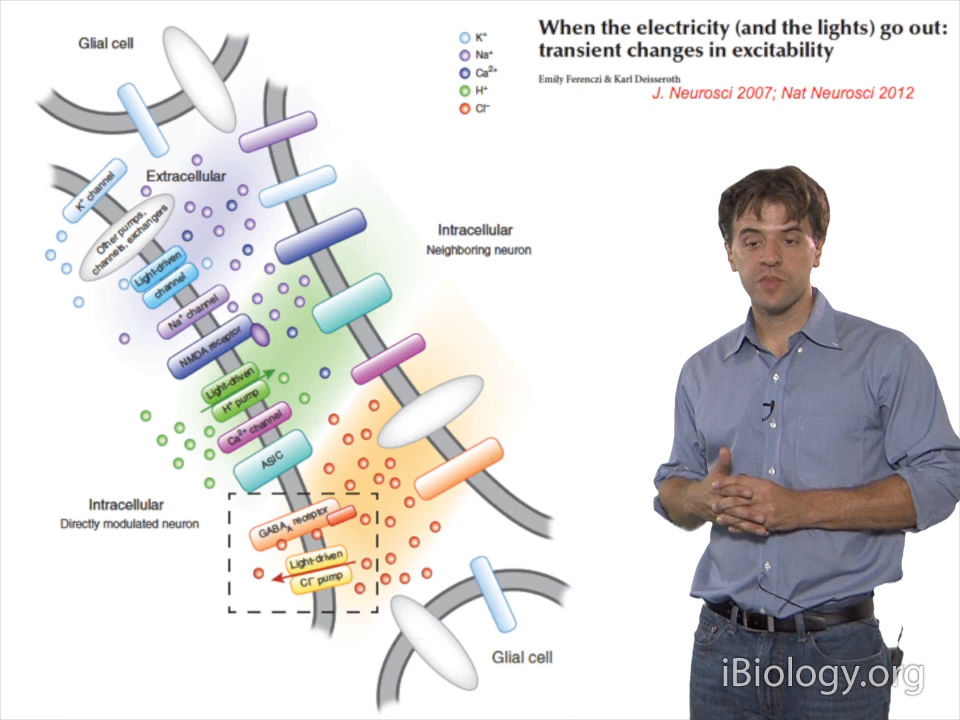 When the electricity (and the lights) go out:
transient changes in excitability
Emily Ferenczi & Karl Deisseroth
J. Neurosci 2007; Nat Neurosci 2012
Glial cell
K⁺
Na⁺
Ca²⁺
H⁺
Cl⁻
Extracellular
K⁺ channel
Other pumps,
channels, exchangers
Light-driven
channel
Na⁺ channel
NMDA receptor
Light-driven
H⁺ pump
Ca²⁺ channel
ASIC
Intracellular
Neighboring neuron
Intracellular
Directly modulated neuron
GABA_A receptor
Light-driven
Cl⁻ pump
Glial cell
iBiology.org